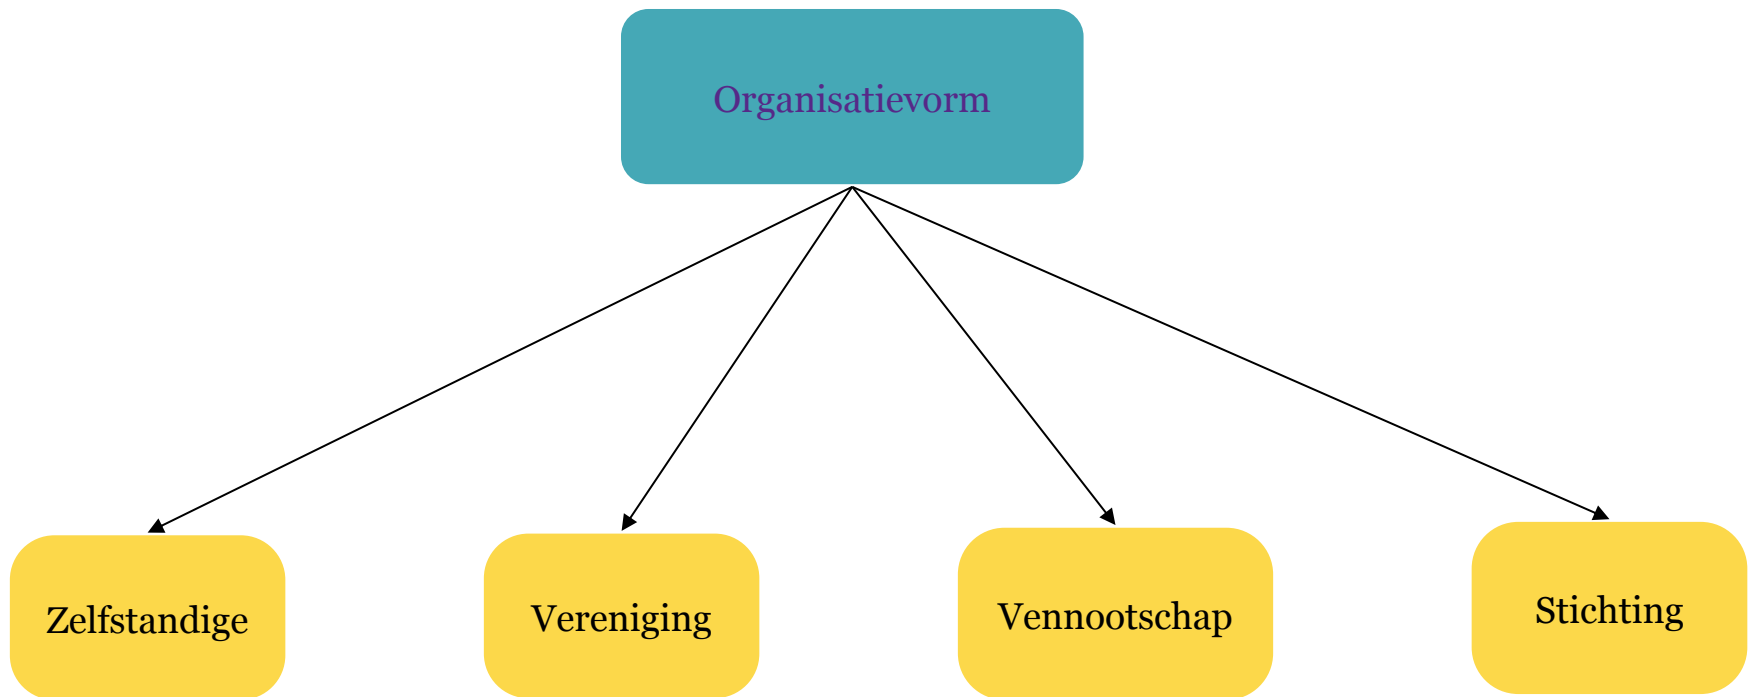 Organisatievorm
Zelfstandige
Vereniging
Vennootschap
Stichting